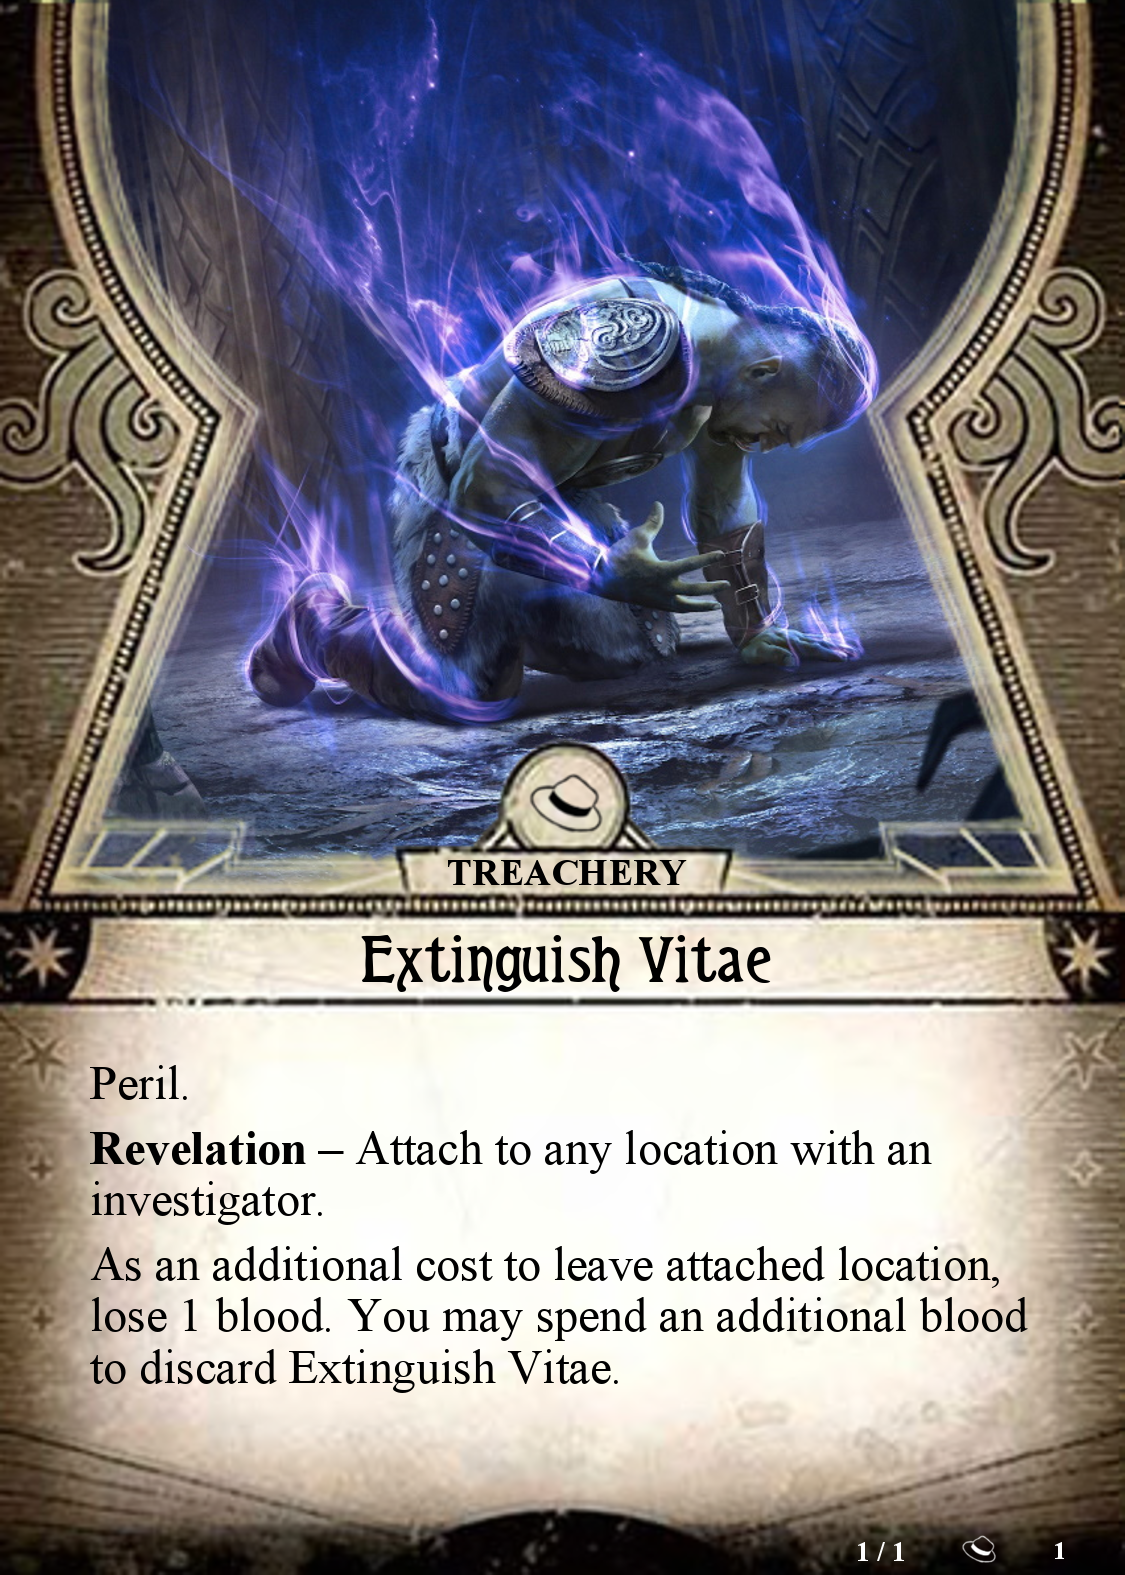 TREACHERY
Extinguish Vitae
Peril.
Revelation – Attach to any location with an
investigator.
As an additional cost to leave attached location,
lose 1 blood. You may spend an additional blood
to discard Extinguish Vitae.
1 / 1 1